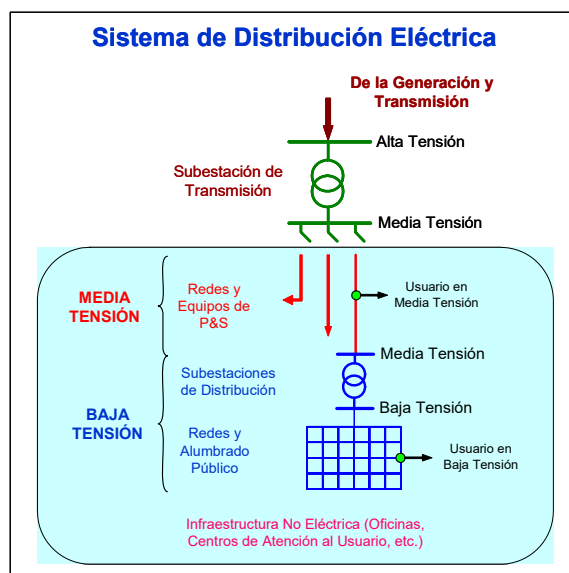 Sistema de Distribución Eléctrica
De la Generación y
Transmisión
Alta Tensión
Subestación de
Transmisión
Media Tensión
MEDIA
TENSIÓN
Redes y
Equipos de
P&S
Usuario en
Media Tensión
Media Tensión
Subestaciones
de Distribución
Baja Tensión
BAJA
TENSIÓN
Redes y
Alumbrado
Público
Usuario en
Baja Tensión
Infraestructura No Eléctrica (Oficinas,
Centros de Atención al Usuario, etc.)